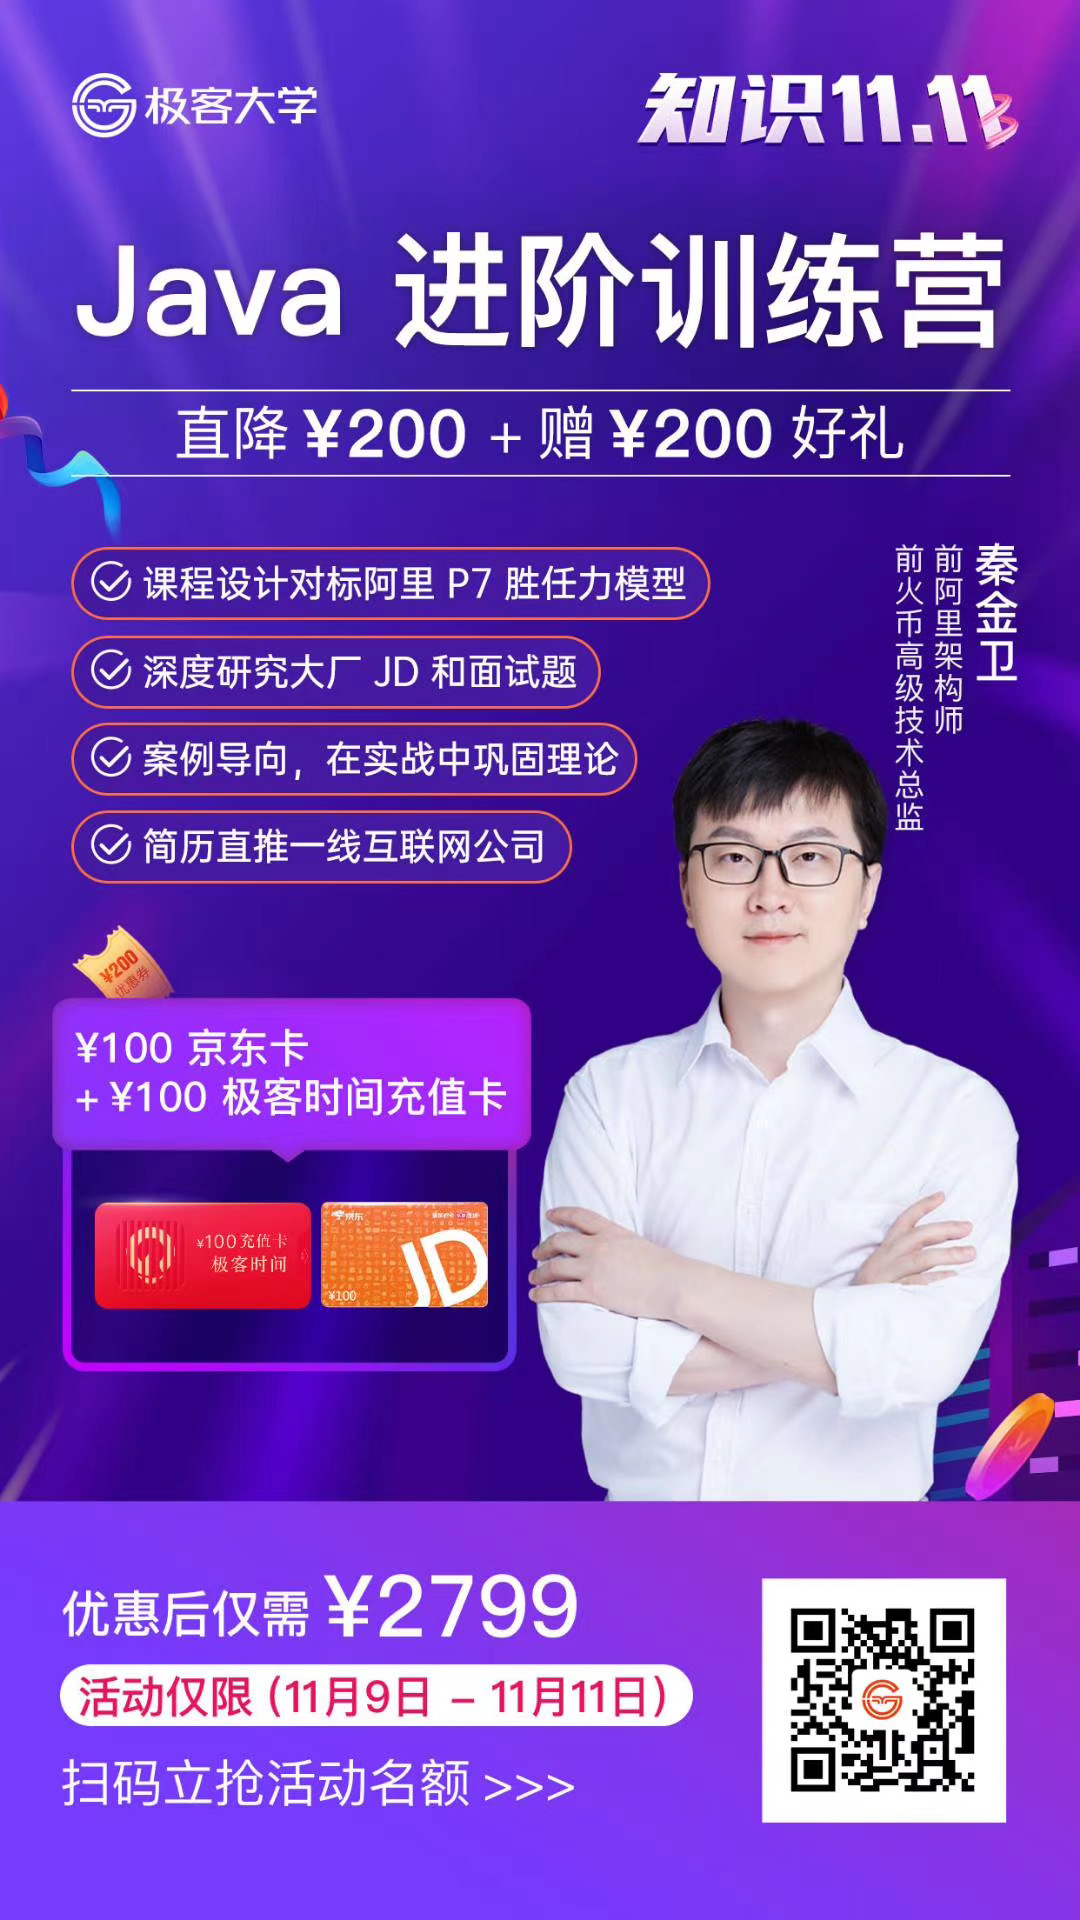 极客大学
知识11.11
Java 进阶训练营
直降 ¥200 + 赠 ¥200 好礼
课程设计对标阿里 P7 胜任力模型
深度研究大厂 JD 和面试题
案例导向，在实战中巩固理论
简历直推一线互联网公司
秦金卫
前阿里架构师
前火币高级技术总监
¥200
优惠券
¥100 京东卡
+ ¥100 极客时间充值卡
¥100充值卡
极客时间
京东
JD
¥100
优惠后仅需 ¥2799
活动仅限（11月9日 – 11月11日）
扫码立抢活动名额 >>>